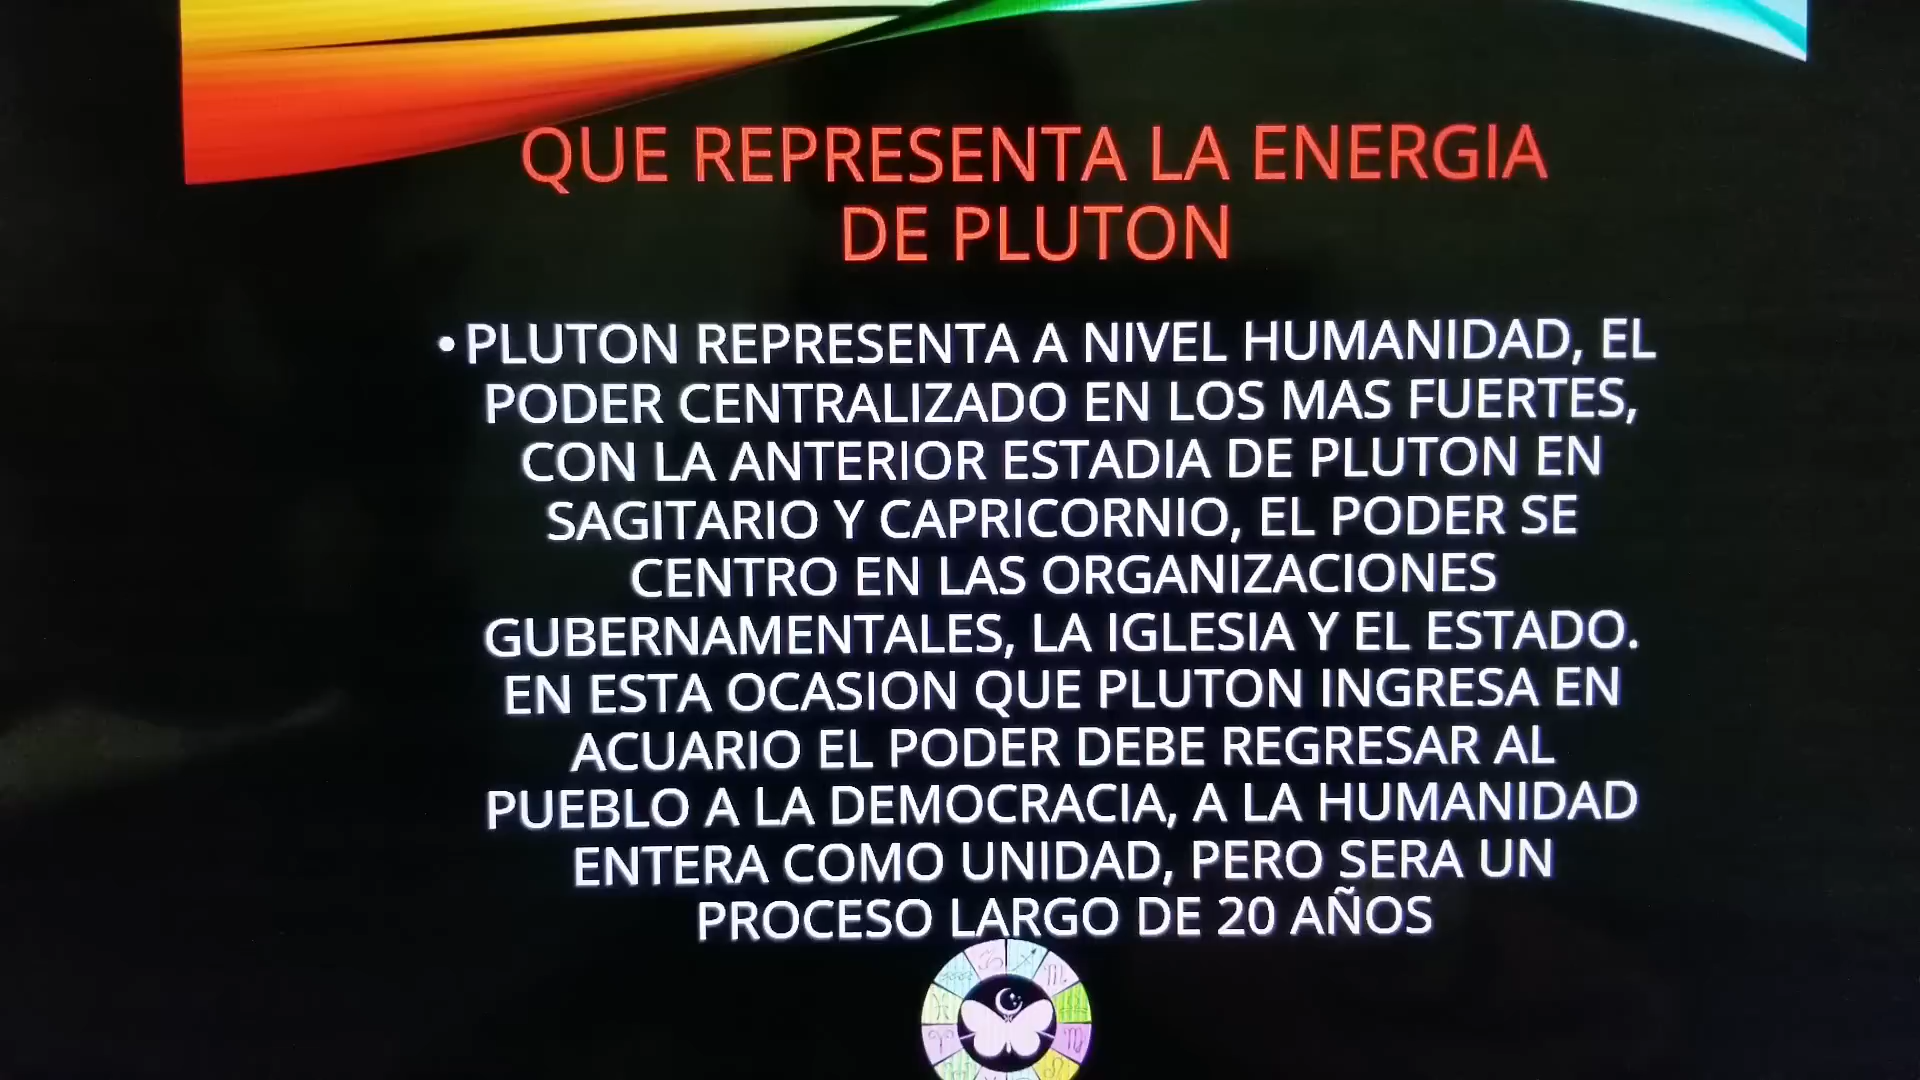 QUE REPRESENTA LA ENERGIA
DE PLUTON
• PLUTON REPRESENTA A NIVEL HUMANIDAD, EL
PODER CENTRALIZADO EN LOS MAS FUERTES,
CON LA ANTERIOR ESTADIA DE PLUTON EN
SAGITARIO Y CAPRICORNIO, EL PODER SE
CENTRO EN LAS ORGANIZACIONES
GUBERNAMENTALES, LA IGLESIA Y EL ESTADO.
EN ESTA OCASION QUE PLUTON INGRESA EN
ACUARIO EL PODER DEBE REGRESAR AL
PUEBLO A LA DEMOCRACIA, A LA HUMANIDAD
ENTERA COMO UNIDAD, PERO SERA UN
PROCESO LARGO DE 20 AÑOS